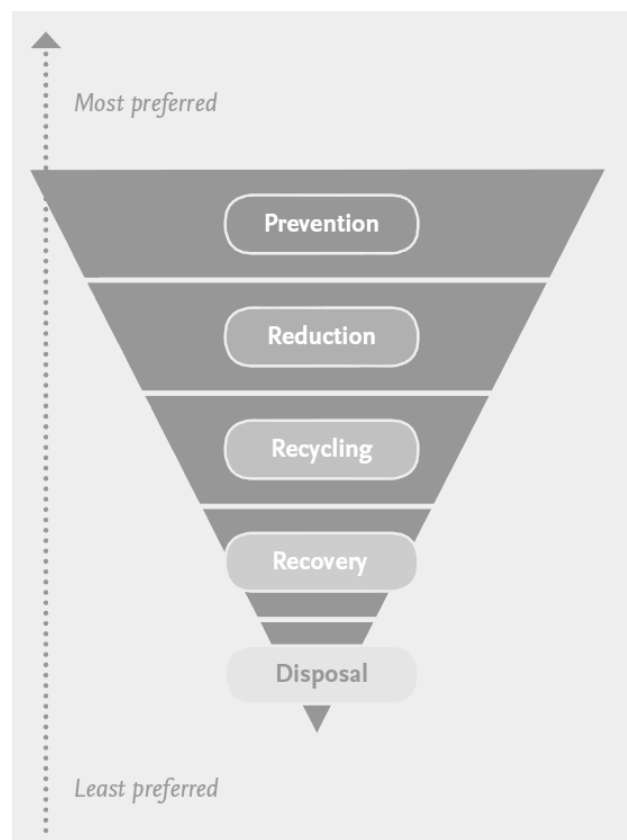 Most preferred
Prevention
Reduction
Recycling
Recovery
Disposal
Least preferred